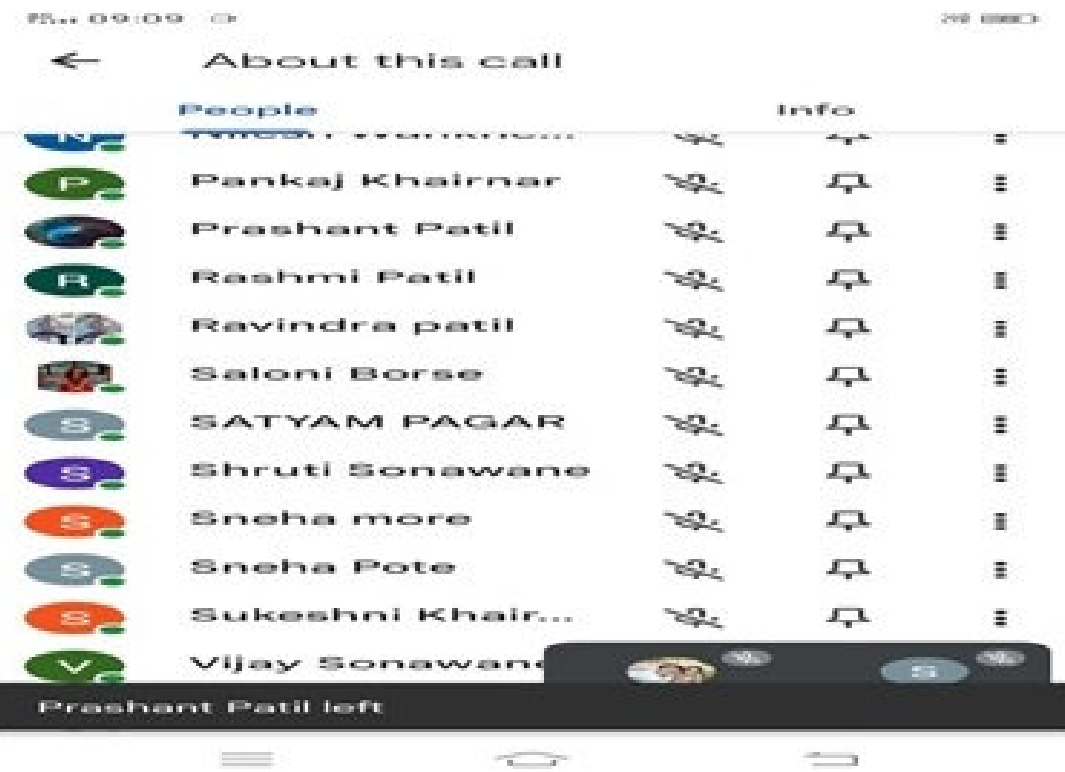 09:09
About this call
People Info
N
P Pankaj Khairnar
Prashant Patil
R Rashmi Patil
Ravindra patil
Saloni Borse
S SATYAM PAGAR
S Shruti Sonawane
S Sneha more
S Sneha Pote
S Sukeshni Khair...
V Vijay Sonawane
S
Prashant Patil left